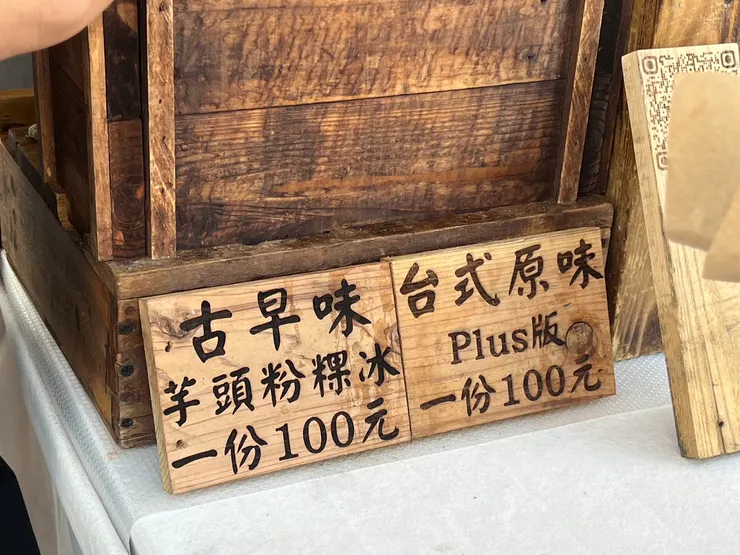 古早味
芋頭粉粿冰
一份100元
台式原味
Plus版
一份100元